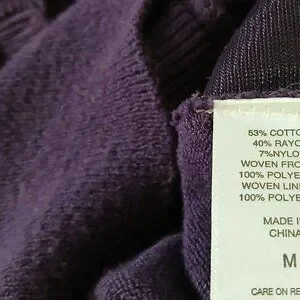 53% COTTO
40% RAYO
7%NYLO
WOVEN FRO
100% POLYE
WOVEN LIN
100% POLYE
MADE I
CHINA
M
CARE ON RE